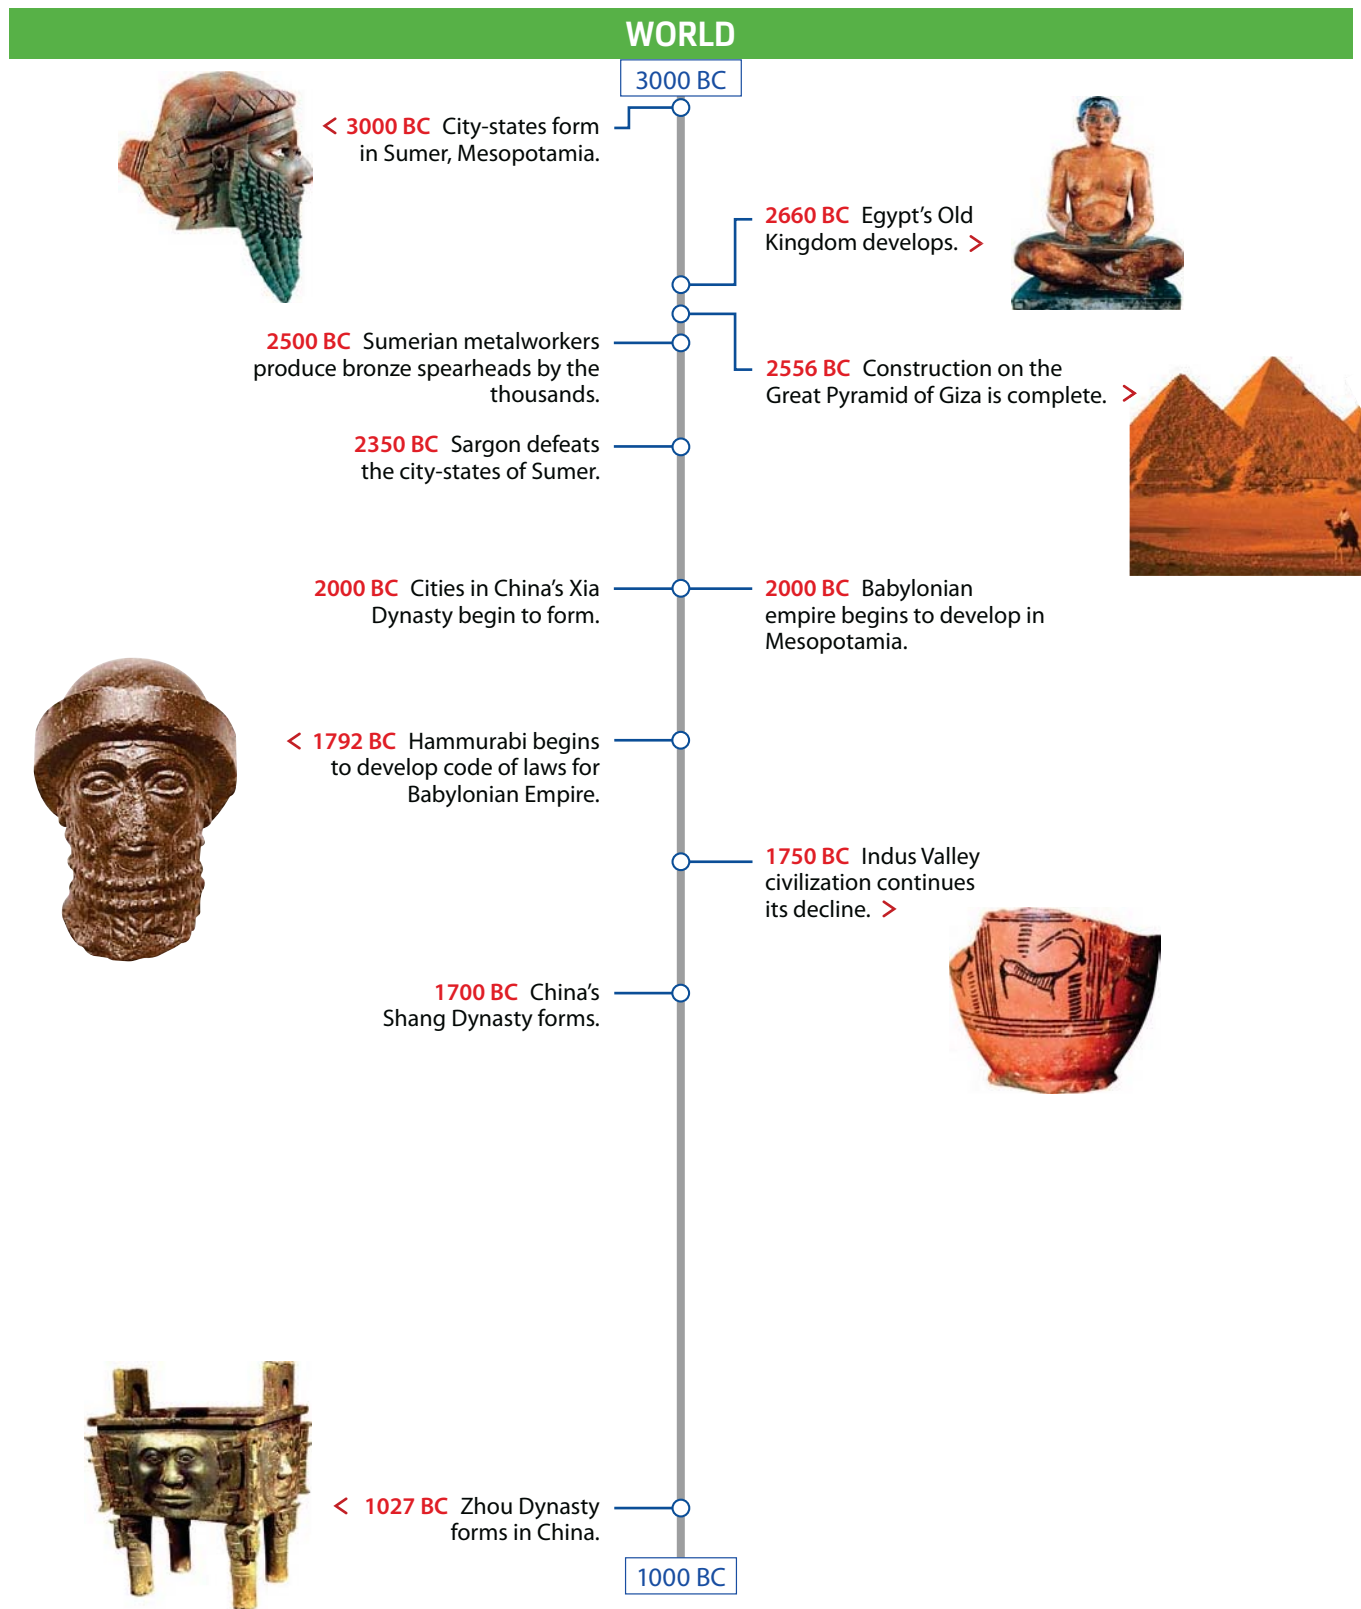 WORLD
3000 BC
< 3000 BC City-states form
in Sumer, Mesopotamia.
2660 BC Egypt’s Old
Kingdom develops. >
2500 BC Sumerian metalworkers
produce bronze spearheads by the
thousands.
2556 BC Construction on the
Great Pyramid of Giza is complete. >
2350 BC Sargon defeats
the city-states of Sumer.
2000 BC Cities in China’s Xia
Dynasty begin to form.
2000 BC Babylonian
empire begins to develop in
Mesopotamia.
< 1792 BC Hammurabi begins
to develop code of laws for
Babylonian Empire.
1750 BC Indus Valley
civilization continues
its decline. >
1700 BC China’s
Shang Dynasty forms.
< 1027 BC Zhou Dynasty
forms in China.
1000 BC